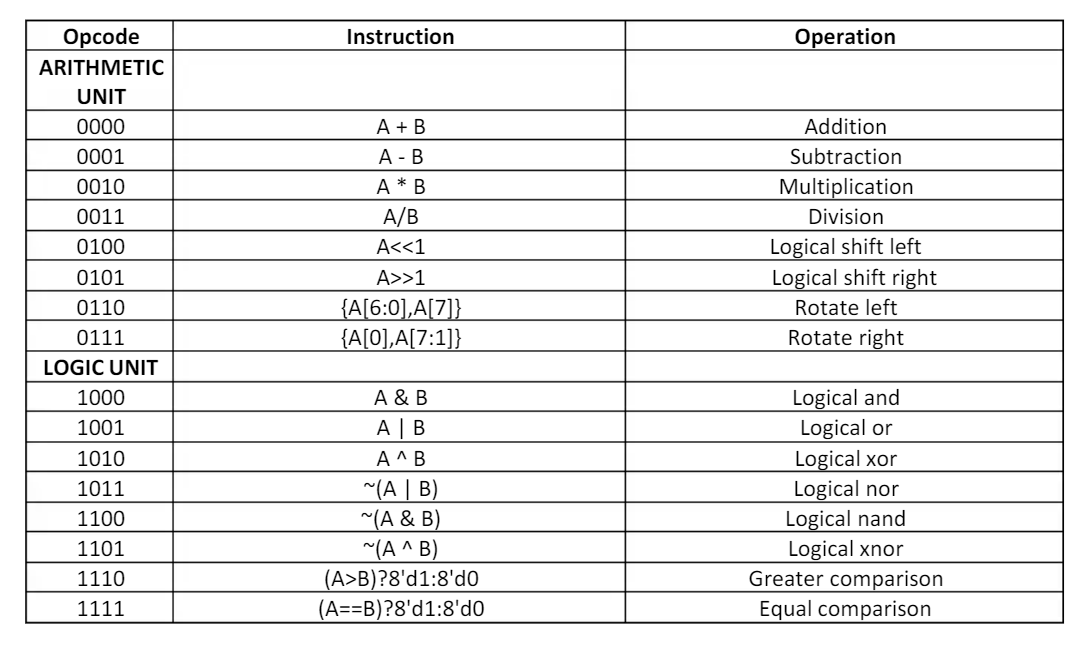 Opcode Instruction Operation
ARITHMETIC
UNIT
0000 A + B Addition
0001 A - B Subtraction
0010 A * B Multiplication
0011 A/B Division
0100 A<<1 Logical shift left
0101 A>>1 Logical shift right
0110 {A[6:0],A[7]} Rotate left
0111 {A[0],A[7:1]} Rotate right
LOGIC UNIT
1000 A & B Logical and
1001 A | B Logical or
1010 A ^ B Logical xor
1011 ~(A | B) Logical nor
1100 ~(A & B) Logical nand
1101 ~(A ^ B) Logical xnor
1110 (A>B)?8'd1:8'd0 Greater comparison
1111 (A==B)?8'd1:8'd0 Equal comparison